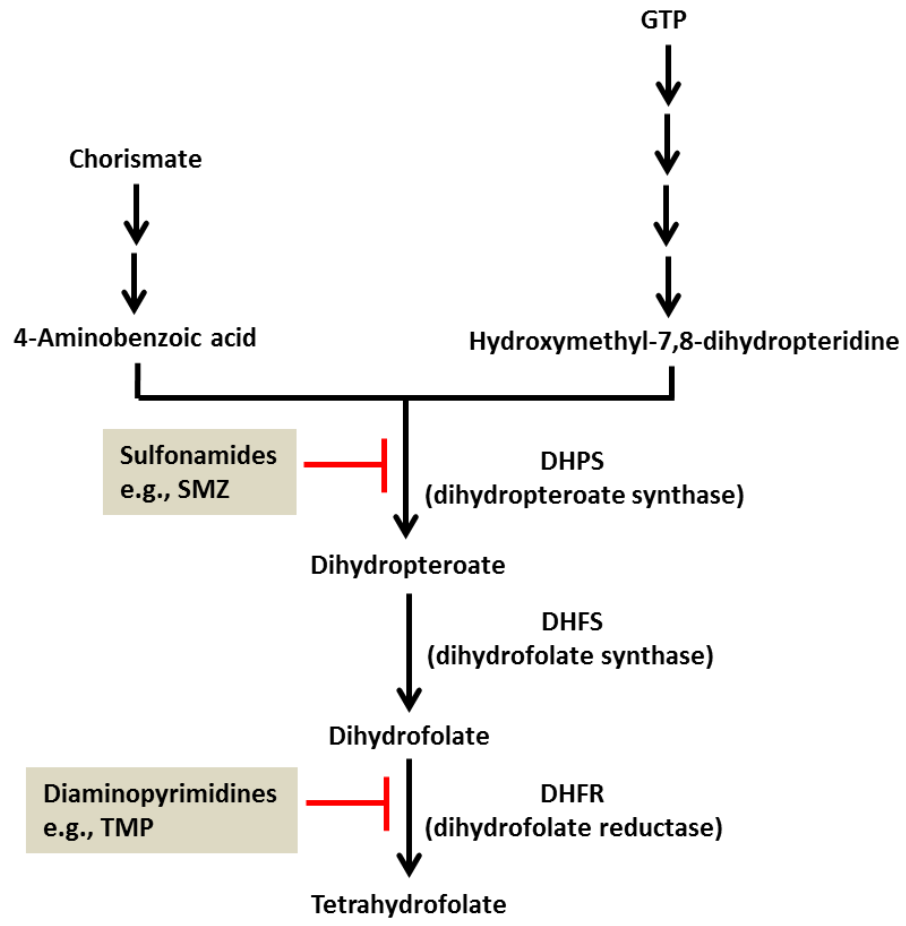 GTP
Chorismate
4-Aminobenzoic acid
Hydroxymethyl-7,8-dihydropteridine
Sulfonamides
e.g., SMZ
DHPS
(dihydropteroate synthase)
Dihydropteroate
DHFS
(dihydrofolate synthase)
Dihydrofolate
Diaminopyrimidines
e.g., TMP
DHFR
(dihydrofolate reductase)
Tetrahydrofolate